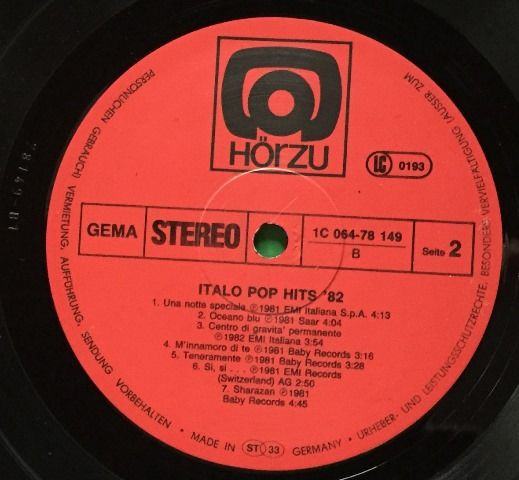 HÖRZU
LC 0193
GEMA
STEREO
1C 064-78 149
B
Seite 2
ITALO POP HITS '82
1. Una notte speciale ℗1981 EMI Italiana S.p.A. 4:13
2. Oceano blu ℗1981 Saar 4:04
3. Centro di gravita' permanente
℗1982 EMI Italiana 3:54
4. M'innamoro di te ℗1981 Baby Records 3:16
5. Teneramente ℗1981 Baby Records 3:28
6. Si, si . . . ℗1981 EMI Records
(Switzerland) AG 2:50
7. Sharazan ℗1981
Baby Records 4:45
URHEBER- UND LEISTUNGSSCHUTZRECHTE, BESONDERE VERVIELFÄLTIGUNG (AUSSER ZUM PERSÖNLICHEN GEBRAUCH) VERMIETUNG, AUFFÜHRUNG, SENDUNG VORBEHALTEN • MADE IN ST 33 GERMANY •